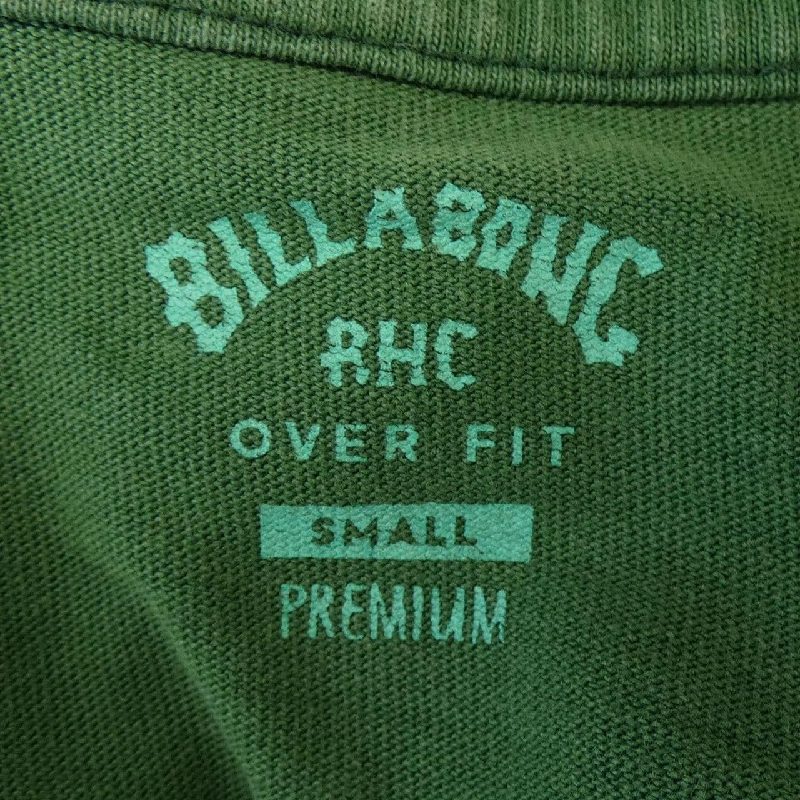 BILLABONG
RHC
OVER FIT
SMALL
PREMIUM